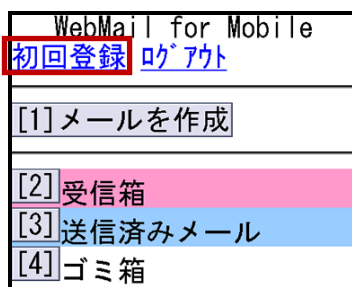 WebMail for Mobile
初回登録 ﾛｸﾞｱｳﾄ
[1]メールを作成
[2]受信箱
[3]送信済みメール
[4]ゴミ箱